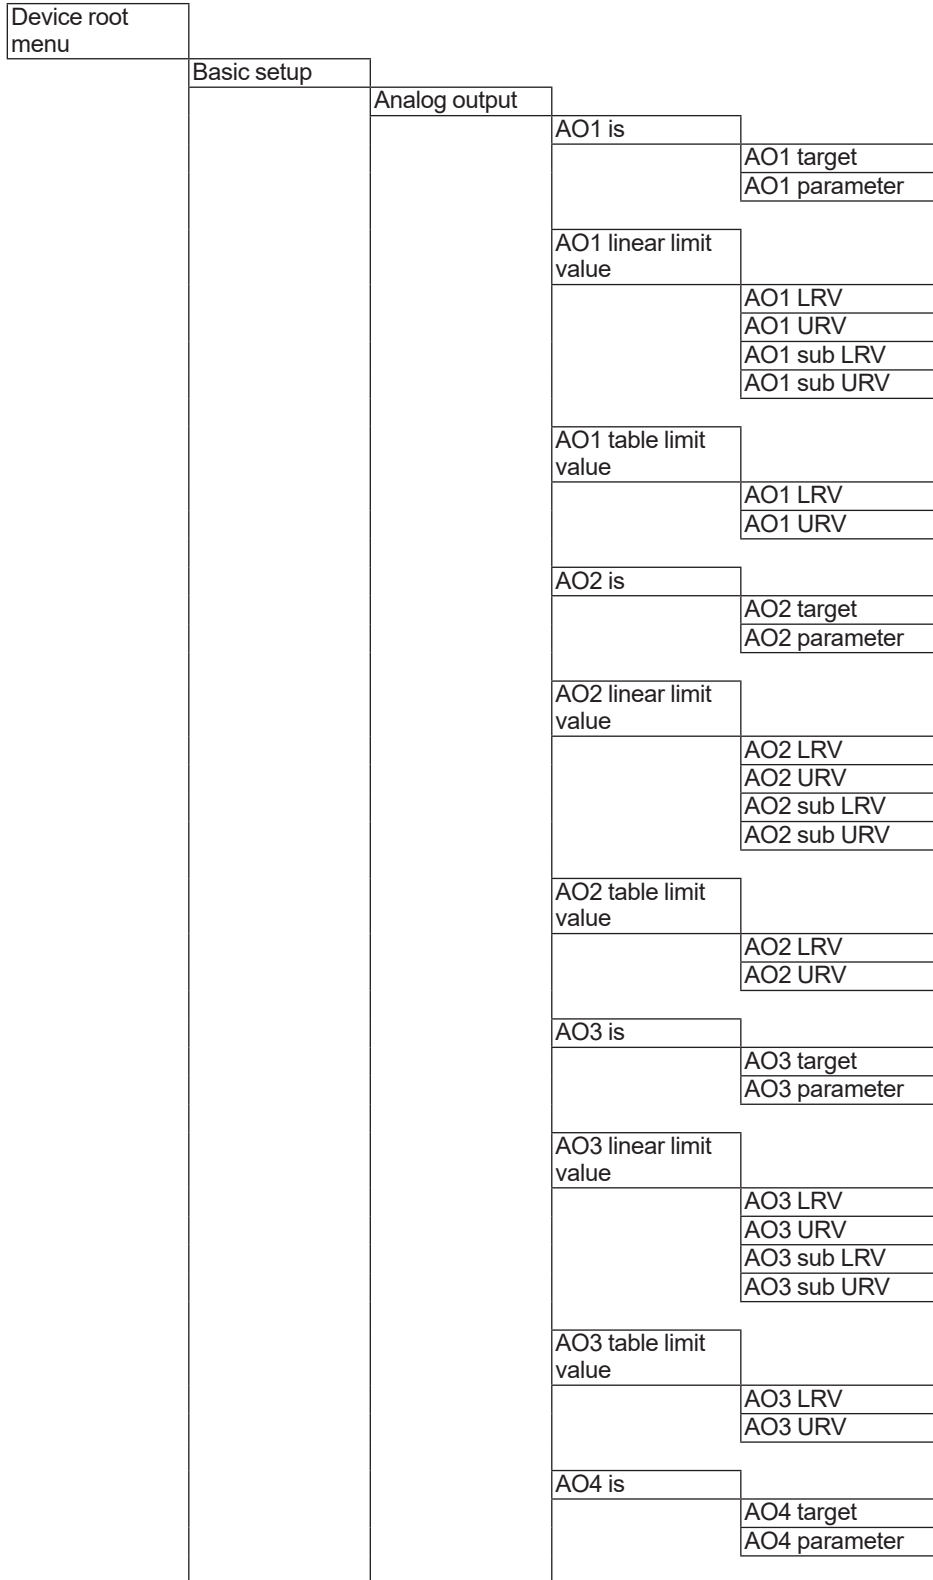 Device root
menu
Basic setup
Analog output
AO1 is
AO1 target
AO1 parameter
AO1 linear limit
value
AO1 LRV
AO1 URV
AO1 sub LRV
AO1 sub URV
AO1 table limit
value
AO1 LRV
AO1 URV
AO2 is
AO2 target
AO2 parameter
AO2 linear limit
value
AO2 LRV
AO2 URV
AO2 sub LRV
AO2 sub URV
AO2 table limit
value
AO2 LRV
AO2 URV
AO3 is
AO3 target
AO3 parameter
AO3 linear limit
value
AO3 LRV
AO3 URV
AO3 sub LRV
AO3 sub URV
AO3 table limit
value
AO3 LRV
AO3 URV
AO4 is
AO4 target
AO4 parameter